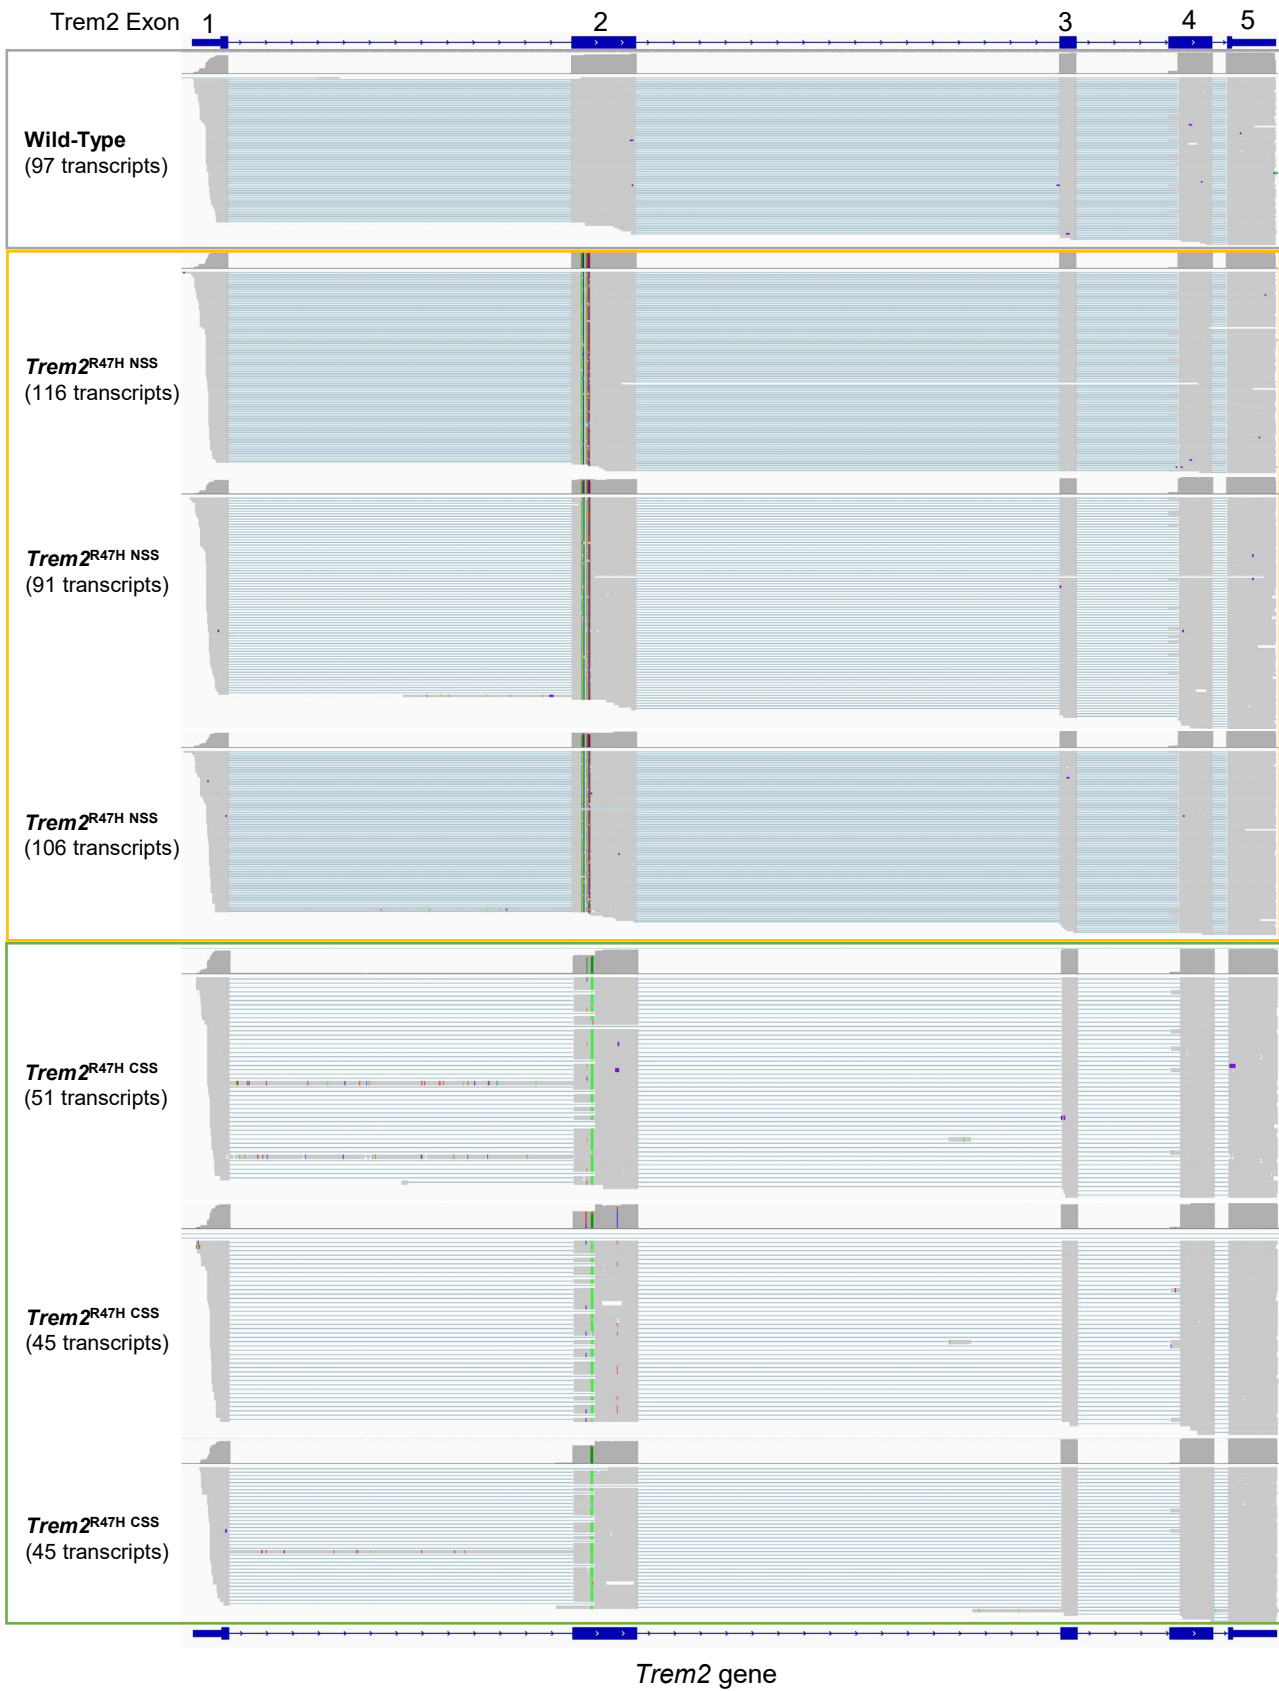 Trem2 Exon 1 2 3 4 5
Wild-Type
(97 transcripts)
Trem2R47H NSS
(116 transcripts)
Trem2R47H NSS
(91 transcripts)
Trem2R47H NSS
(106 transcripts)
Trem2R47H CSS
(51 transcripts)
Trem2R47H CSS
(45 transcripts)
Trem2R47H CSS
(45 transcripts)
Trem2 gene